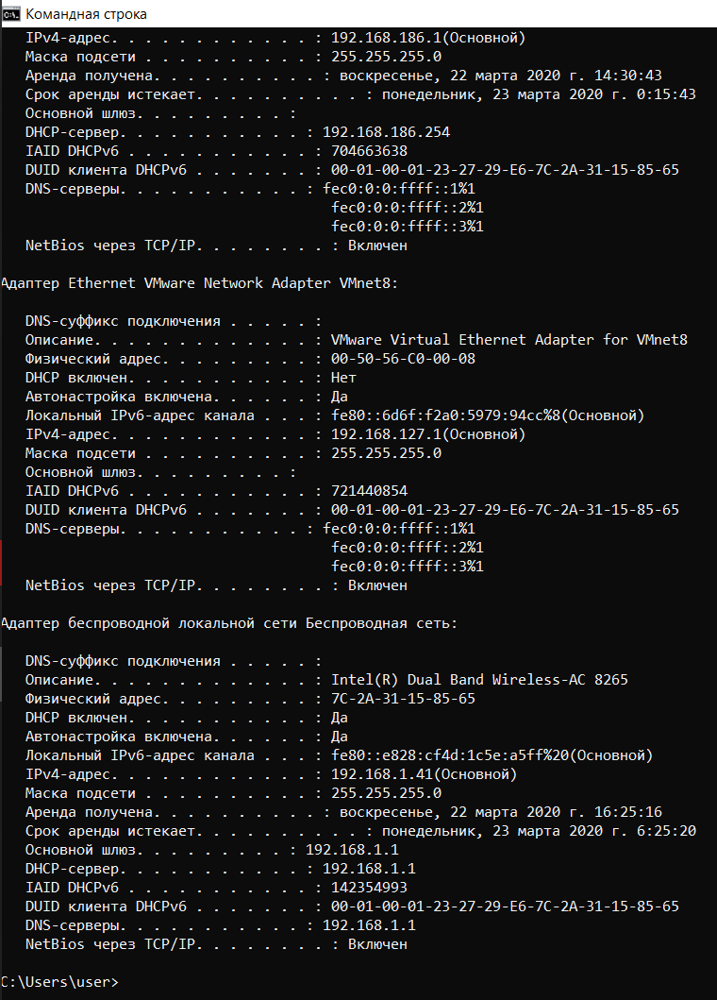 Командная строка
IPv4-адрес. . . . . . . . . . . . : 192.168.186.1(Основной)
Маска подсети . . . . . . . . . . : 255.255.255.0
Аренда получена. . . . . . . . . . : воскресенье, 22 марта 2020 г. 14:30:43
Срок аренды истекает. . . . . . . . . . : понедельник, 23 марта 2020 г. 0:15:43
Основной шлюз. . . . . . . . . :
DHCP-сервер. . . . . . . . . . . : 192.168.186.254
IAID DHCPv6 . . . . . . . . . . . : 704663638
DUID клиента DHCPv6 . . . . . . . : 00-01-00-01-23-27-29-E6-7C-2A-31-15-85-65
DNS-серверы. . . . . . . . . . . : fec0:0:0:ffff::1%1
fec0:0:0:ffff::2%1
fec0:0:0:ffff::3%1
NetBios через TCP/IP. . . . . . . . : Включен
Адаптер Ethernet VMware Network Adapter VMnet8:
DNS-суффикс подключения . . . . . :
Описание. . . . . . . . . . . . . : VMware Virtual Ethernet Adapter for VMnet8
Физический адрес. . . . . . . . . : 00-50-56-C0-00-08
DHCP включен. . . . . . . . . . . : Нет
Автонастройка включена. . . . . . : Да
Локальный IPv6-адрес канала . . . : fe80::6d6f:f2a0:5979:94cc%8(Основной)
IPv4-адрес. . . . . . . . . . . . : 192.168.127.1(Основной)
Маска подсети . . . . . . . . . . : 255.255.255.0
Основной шлюз. . . . . . . . . :
IAID DHCPv6 . . . . . . . . . . . : 721440854
DUID клиента DHCPv6 . . . . . . . : 00-01-00-01-23-27-29-E6-7C-2A-31-15-85-65
DNS-серверы. . . . . . . . . . . : fec0:0:0:ffff::1%1
fec0:0:0:ffff::2%1
fec0:0:0:ffff::3%1
NetBios через TCP/IP. . . . . . . . : Включен
Адаптер беспроводной локальной сети Беспроводная сеть:
DNS-суффикс подключения . . . . . :
Описание. . . . . . . . . . . . . : Intel(R) Dual Band Wireless-AC 8265
Физический адрес. . . . . . . . . : 7C-2A-31-15-85-65
DHCP включен. . . . . . . . . . . : Да
Автонастройка включена. . . . . . : Да
Локальный IPv6-адрес канала . . . : fe80::e828:cf4d:1c5e:a5ff%20(Основной)
IPv4-адрес. . . . . . . . . . . . : 192.168.1.41(Основной)
Маска подсети . . . . . . . . . . : 255.255.255.0
Аренда получена. . . . . . . . . . : воскресенье, 22 марта 2020 г. 16:25:16
Срок аренды истекает. . . . . . . . . . : понедельник, 23 марта 2020 г. 6:25:20
Основной шлюз. . . . . . . . . : 192.168.1.1
DHCP-сервер. . . . . . . . . . . : 192.168.1.1
IAID DHCPv6 . . . . . . . . . . . : 142354993
DUID клиента DHCPv6 . . . . . . . : 00-01-00-01-23-27-29-E6-7C-2A-31-15-85-65
DNS-серверы. . . . . . . . . . . : 192.168.1.1
NetBios через TCP/IP. . . . . . . . : Включен
C:\Users\user>